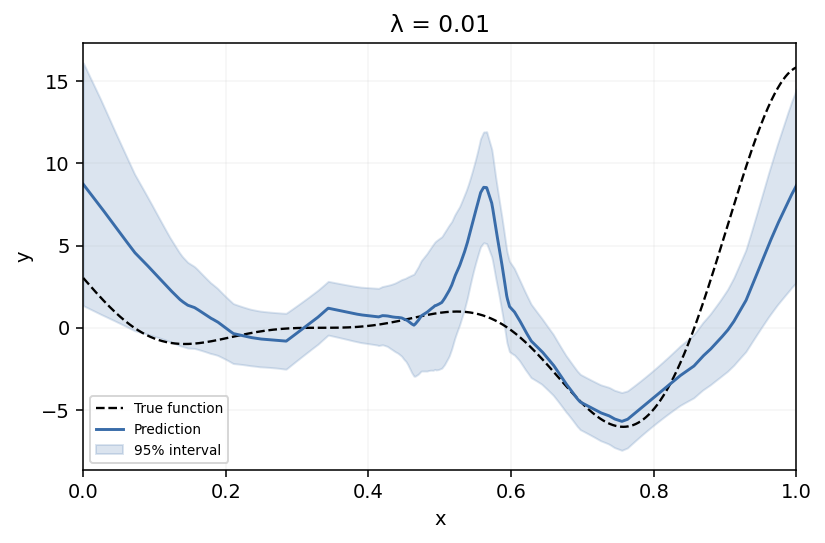 λ = 0.01
15
10
5
0
−5
y
True function
Prediction
95% interval
0.0 0.2 0.4 0.6 0.8 1.0
x